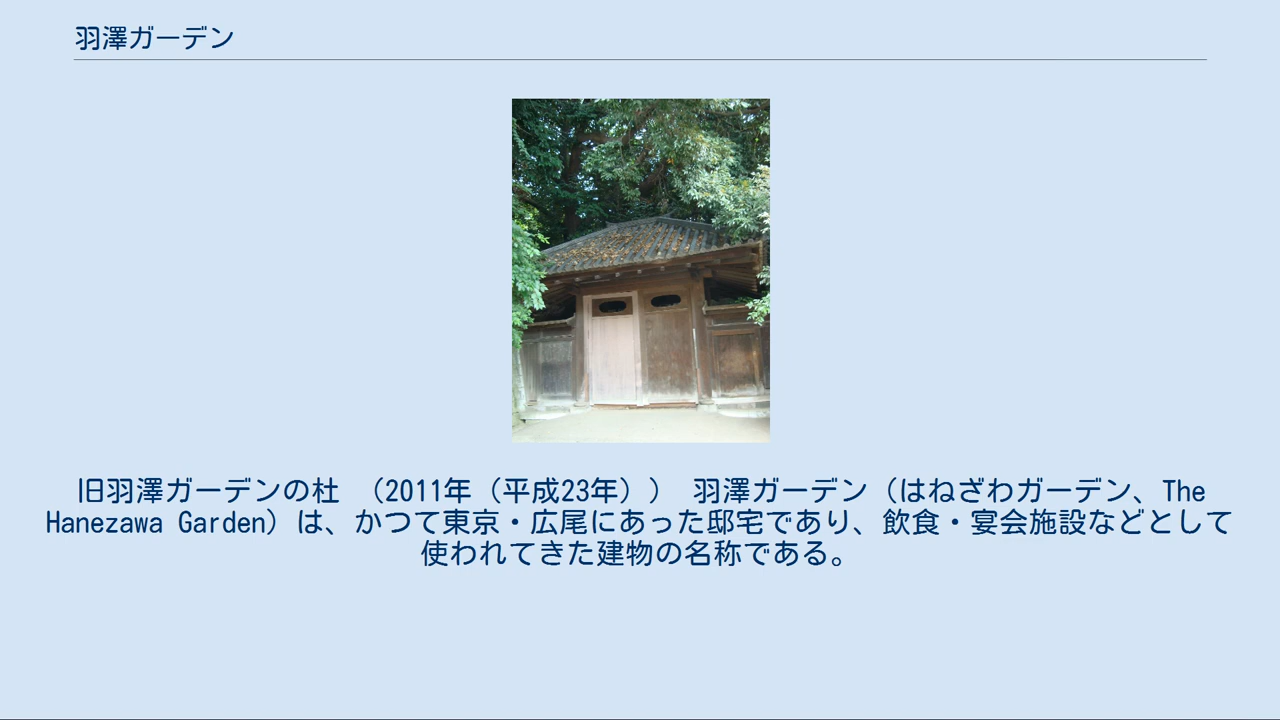 羽澤ガーデン
旧羽澤ガーデンの杜 （2011年（平成23年）） 羽澤ガーデン（はねざわガーデン、The
Hanezawa Garden）は、かつて東京・広尾にあった邸宅であり、飲食・宴会施設などとして
使われてきた建物の名称である。